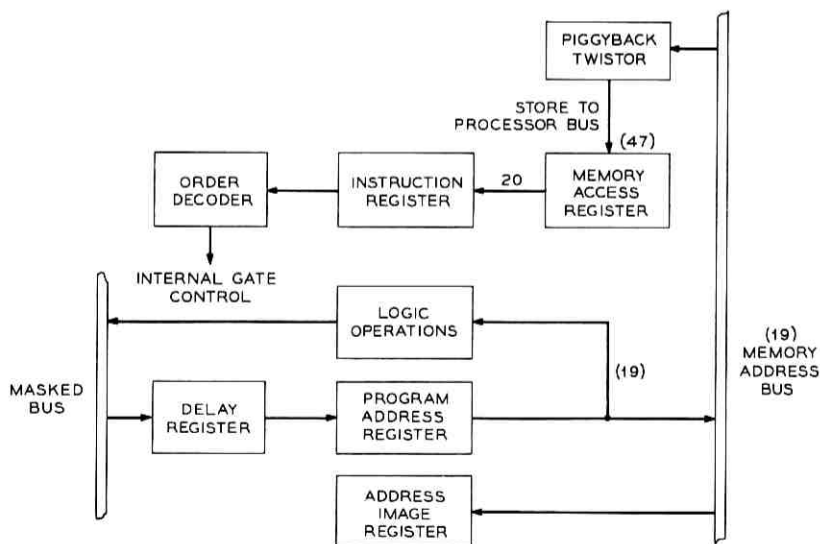 PIGGYBACK
TWISTOR
STORE TO
PROCESSOR BUS
(47)
ORDER
DECODER
INSTRUCTION
REGISTER
20
MEMORY
ACCESS
REGISTER
INTERNAL GATE
CONTROL
LOGIC
OPERATIONS
(19)
MEMORY
ADDRESS
BUS
(19)
MASKED
BUS
DELAY
REGISTER
PROGRAM
ADDRESS
REGISTER
ADDRESS
IMAGE
REGISTER